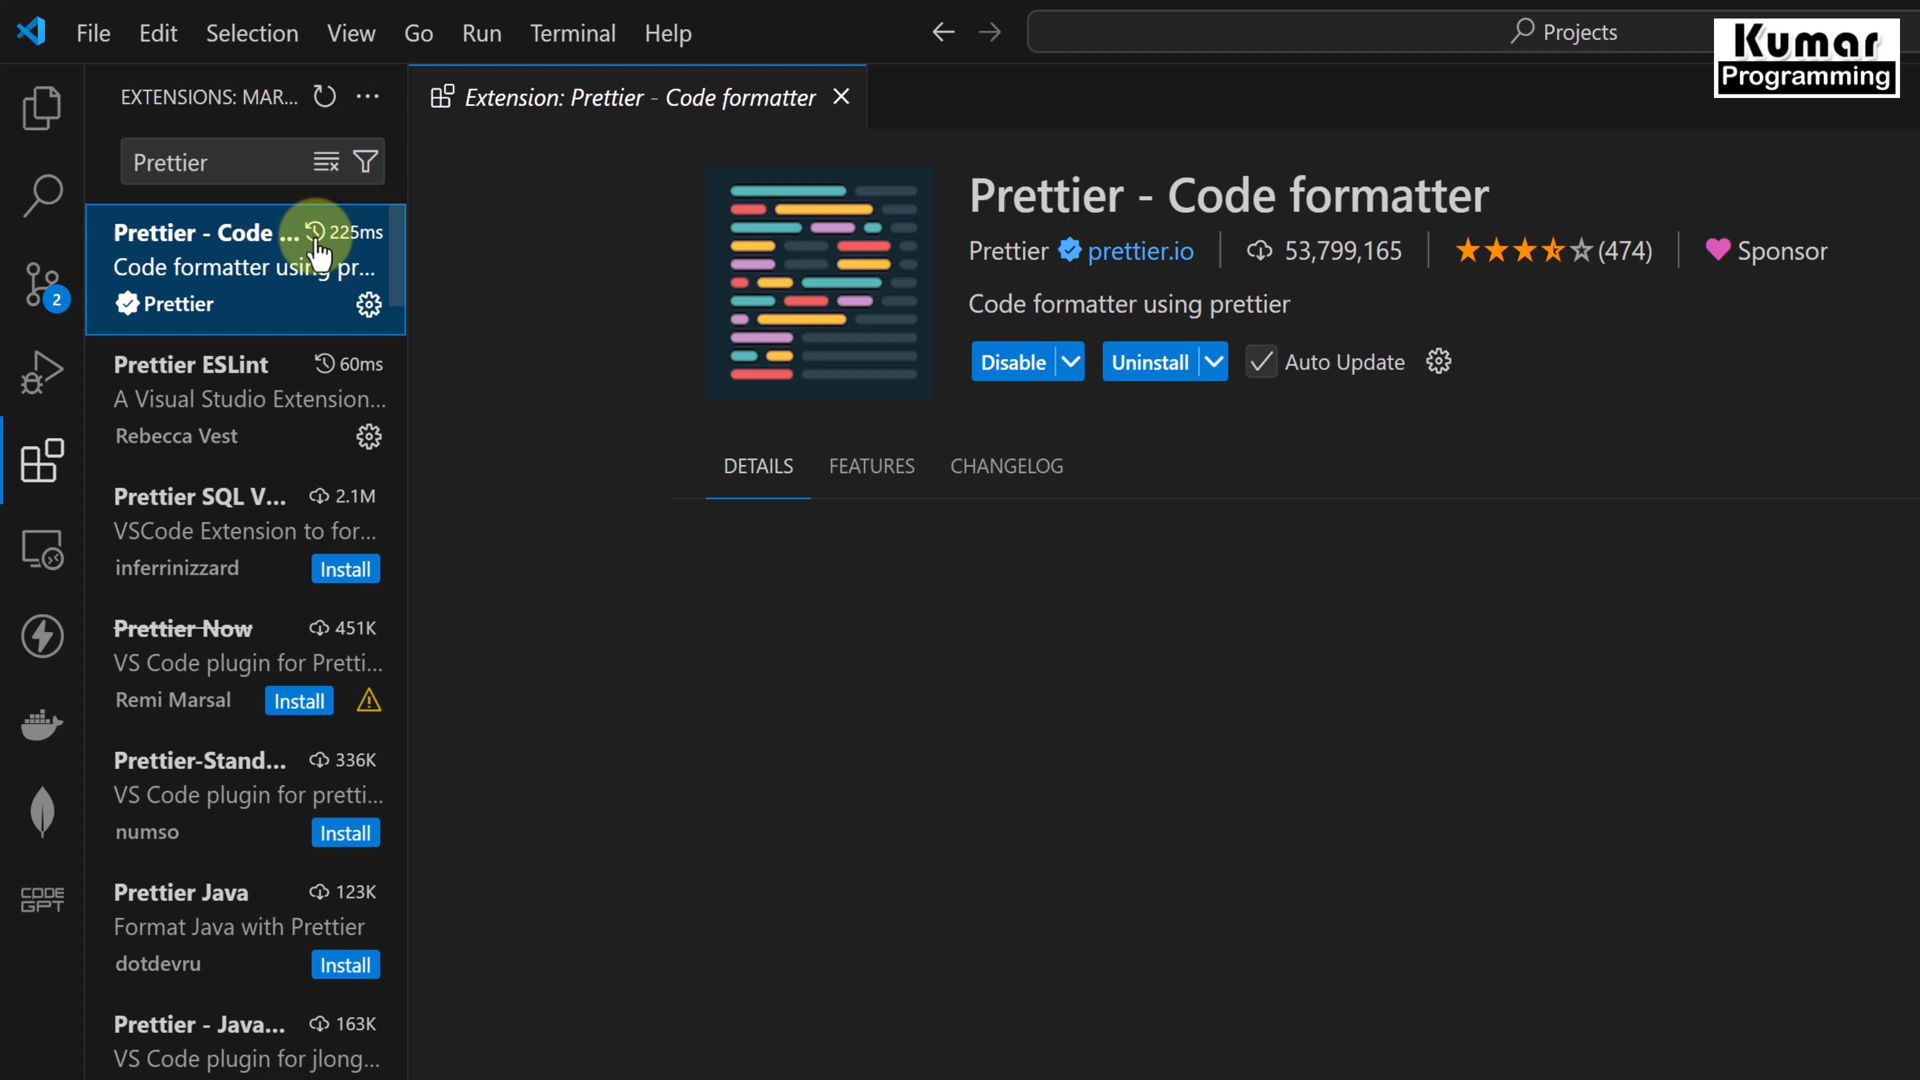 File Edit Selection View Go Run Terminal Help
Projects
Kumar
Programming
EXTENSIONS: MAR...
Extension: Prettier - Code formatter
Prettier
Prettier - Code ... 225ms
Code formatter using pr...
Prettier
Prettier ESLint 60ms
A Visual Studio Extension...
Rebecca Vest
Prettier SQL V... 2.1M
VSCode Extension to for...
inferrinizzard Install
Prettier Now 451K
VS Code plugin for Pretti...
Remi Marsal Install
Prettier-Stand... 336K
VS Code plugin for pretti...
numso Install
Prettier Java 123K
Format Java with Prettier
dotdevru Install
Prettier - Java... 163K
VS Code plugin for jlong...
2
CODE
GPT
Prettier - Code formatter
Prettier prettier.io 53,799,165 (474) Sponsor
Code formatter using prettier
Disable Uninstall Auto Update
DETAILS FEATURES CHANGELOG